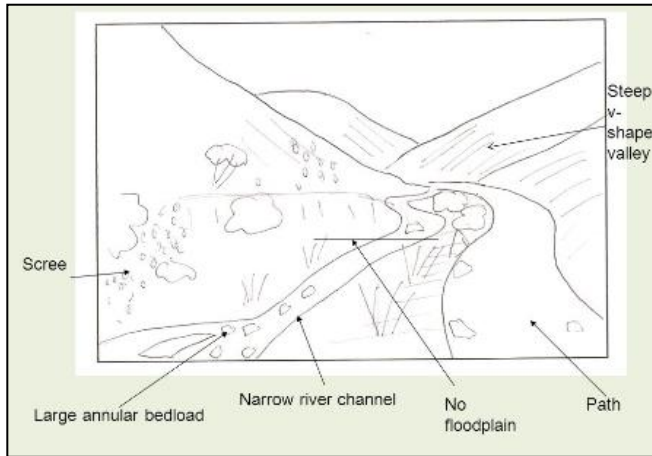 Steep
v-
shape
valley
Scree
Large annular bedload
Narrow river channel
No
floodplain
Path